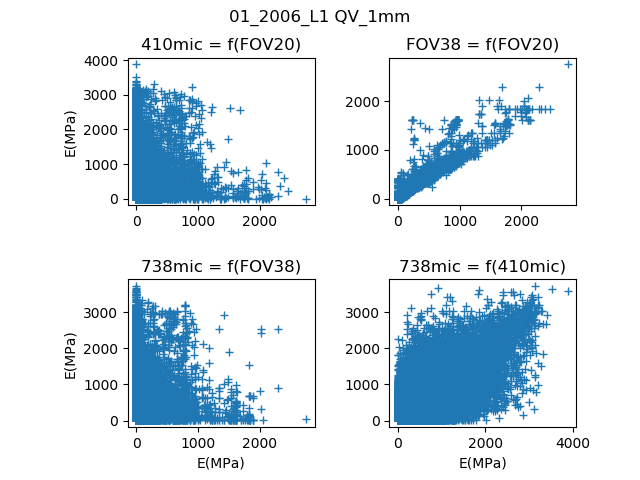 01_2006_L1 QV_1mm
410mic = f(FOV20)
FOV38 = f(FOV20)
4000
3000
2000
1000
0
E(MPa)
0 1000 2000
2000
1000
0
0 1000 2000
738mic = f(FOV38)
738mic = f(410mic)
3000
2000
1000
0
E(MPa)
0 1000 2000
E(MPa)
3000
2000
1000
0
0 2000 4000
E(MPa)